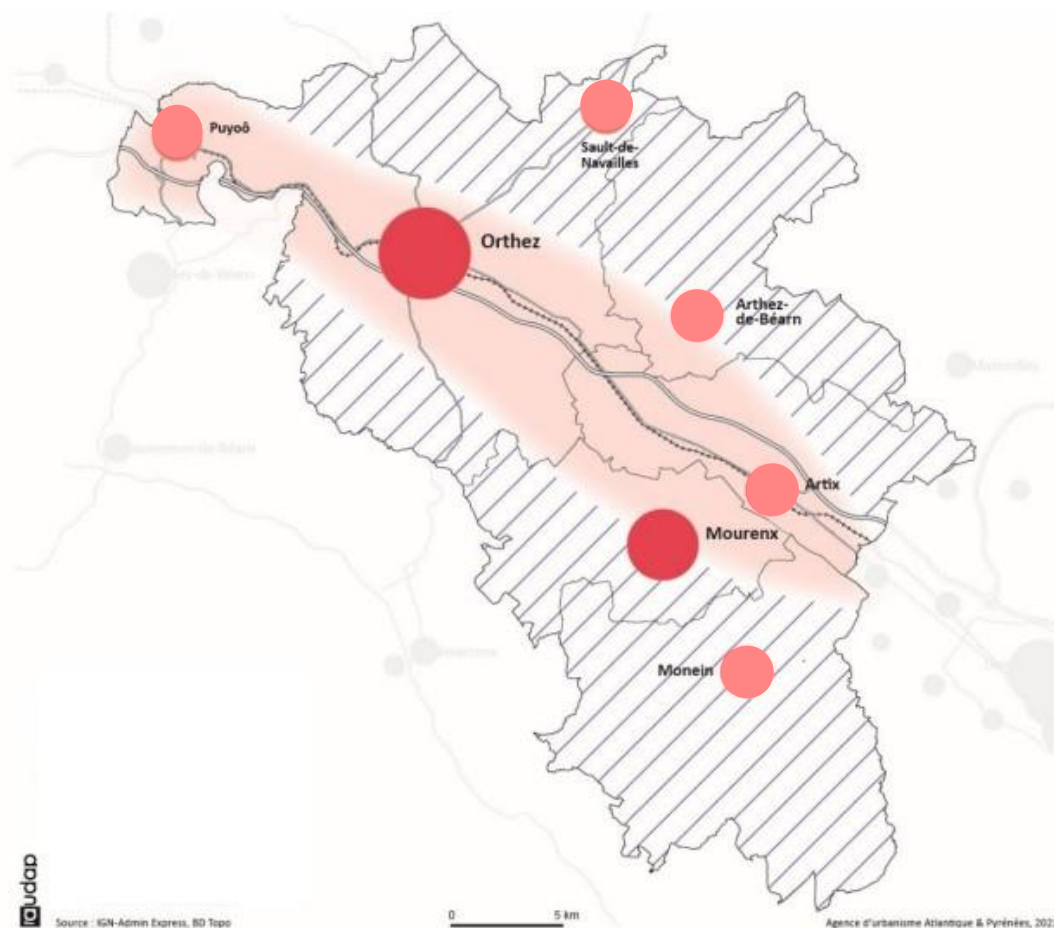 Puyoô
Sault-de-
Navailles
Orthez
Arthez-
de-Béarn
Artix
Mourenx
Monein
audap
Source : IGN-Admin Express, BD Topo
0 5 km
Agence d'urbanisme Atlantique & Pyrénées, 202